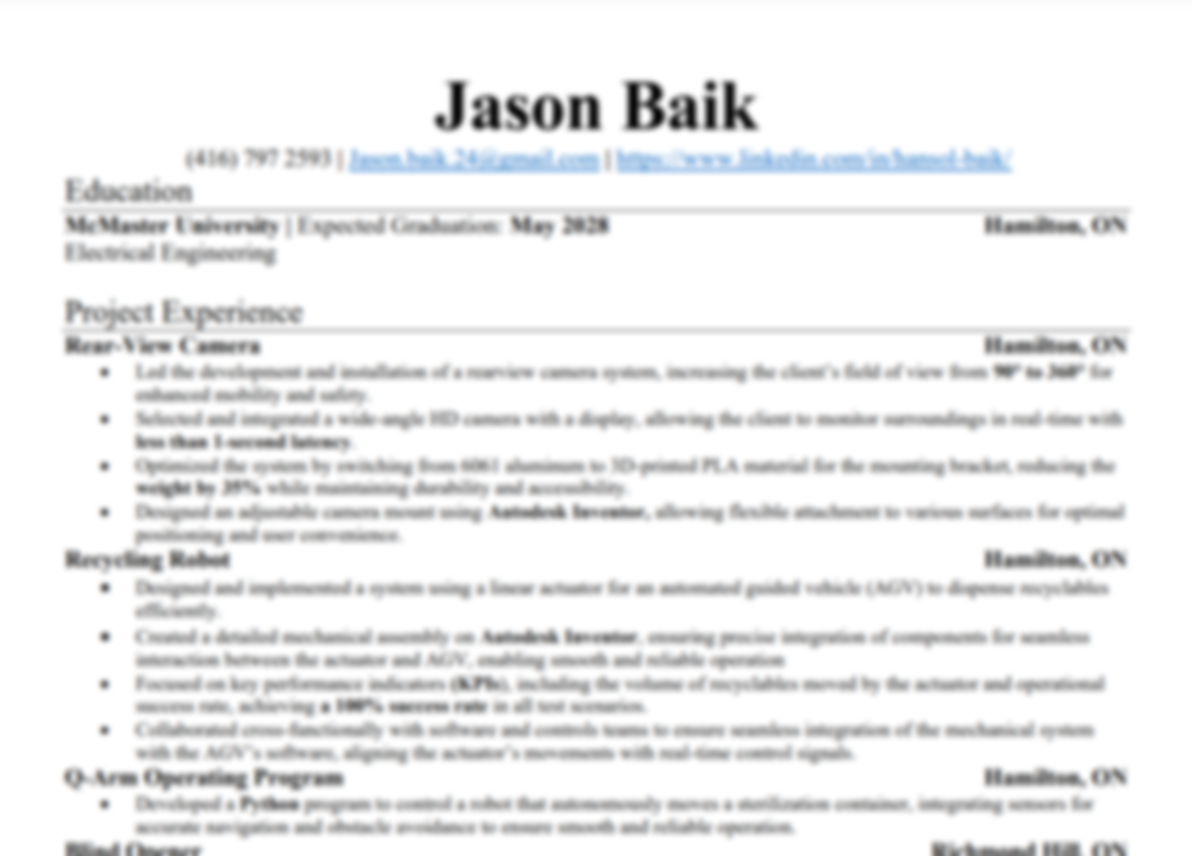 Jason Baik
(416) 797 2593 | Jason.baik.24@gmail.com | https://www.linkedin.com/in/hansol-baik/
Education
McMaster University | Expected Graduation: May 2028 Hamilton, ON
Electrical Engineering
Project Experience
Rear-View Camera Hamilton, ON
• Led the development and installation of a rearview camera system, increasing the client's field of view from 90° to 360° for
enhanced mobility and safety.
• Selected and integrated a wide-angle HD camera with a display, allowing the client to monitor surroundings in real-time with
less than 1-second latency.
• Optimized the system by switching from 6061 aluminum to 3D-printed PLA material for the mounting bracket, reducing the
weight by 35% while maintaining durability and accessibility.
• Designed an adjustable camera mount using Autodesk Inventor, allowing flexible attachment to various surfaces for optimal
positioning and user convenience.
Recycling Robot Hamilton, ON
• Designed and implemented a system using a linear actuator for an automated guided vehicle (AGV) to dispense recyclables
efficiently.
• Created a detailed mechanical assembly on Autodesk Inventor, ensuring precise integration of components for seamless
interaction between the actuator and AGV, enabling smooth and reliable operation
• Focused on key performance indicators (KPIs), including the volume of recyclables moved by the actuator and operational
success rate, achieving a 100% success rate in all test scenarios.
• Collaborated cross-functionally with software and controls teams to ensure seamless integration of the mechanical system
with the AGV's software, aligning the actuator's movements with real-time control signals.
Q-Arm Operating Program Hamilton, ON
• Developed a Python program to control a robot that autonomously moves a sterilization container, integrating sensors for
accurate navigation and obstacle avoidance to ensure smooth and reliable operation.
Blind Opener Richmond Hill, ON